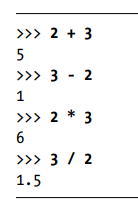 >>> 2 + 3
5
>>> 3 - 2
1
>>> 2 * 3
6
>>> 3 / 2
1.5